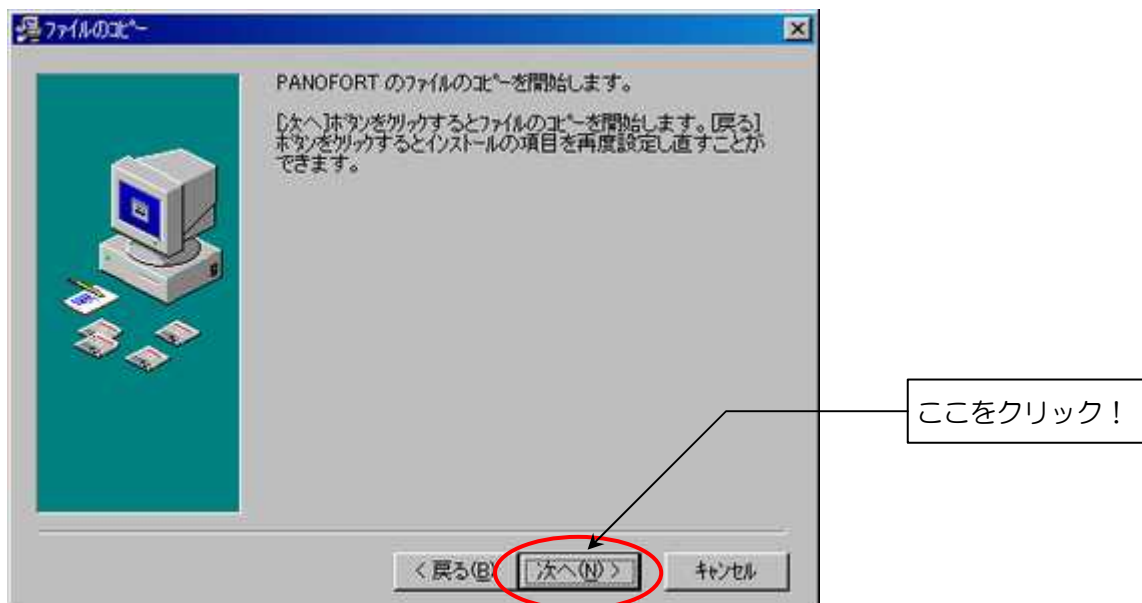 ﾌｧｲﾙのｺﾋﾟｰ
PANOFORT のﾌｧｲﾙのｺﾋﾟｰを開始します。
[次へ]ﾎﾞﾀﾝをｸﾘｯｸするとﾌｧｲﾙのｺﾋﾟｰを開始します。[戻る]
ﾎﾞﾀﾝをｸﾘｯｸするとｲﾝｽﾄｰﾙの項目を再度設定し直すことが
できます。
ここをクリック！
< 戻る(B) 次へ(N) > ｷｬﾝｾﾙ